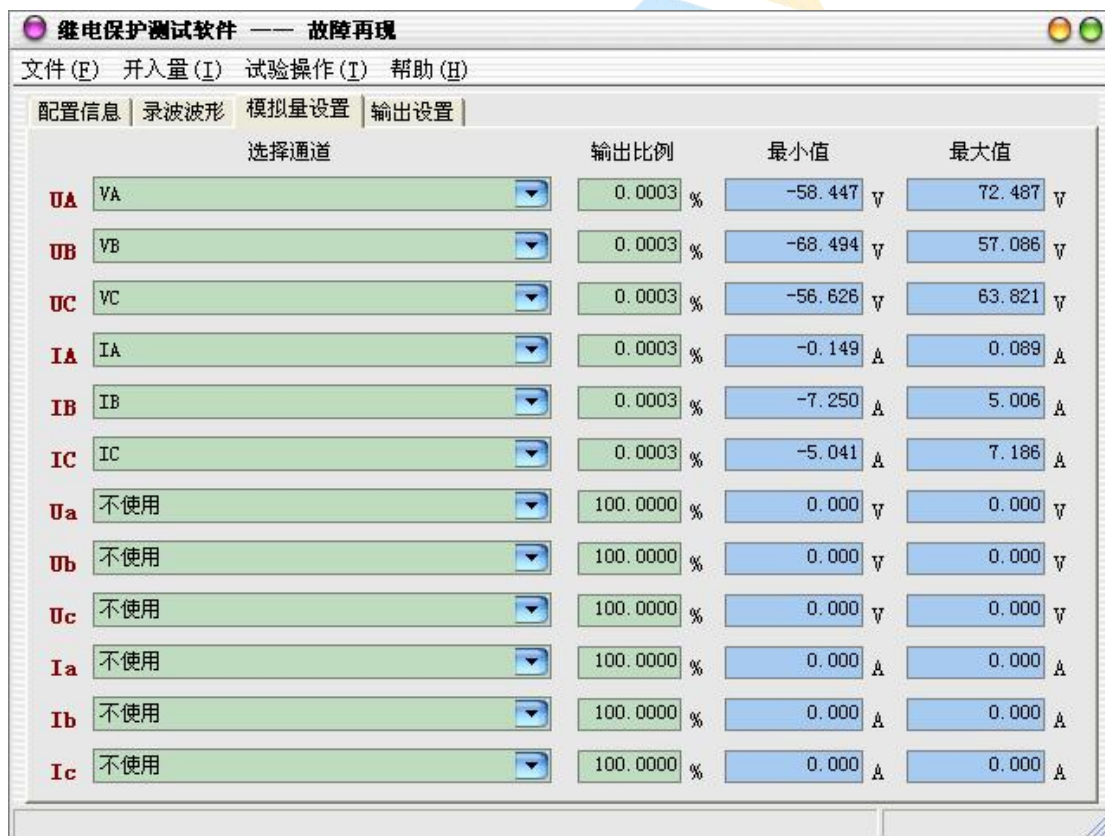 继电保护测试软件 —— 故障再现
文件(F) 开入量(I) 试验操作(T) 帮助(H)
配置信息 录波波形 模拟量设置 输出设置
选择通道 输出比例 最小值 最大值
UA VA 0.0003 % -58.447 V 72.487 V
UB VB 0.0003 % -68.494 V 57.086 V
UC VC 0.0003 % -56.626 V 63.821 V
IA IA 0.0003 % -0.149 A 0.089 A
IB IB 0.0003 % -7.250 A 5.006 A
IC IC 0.0003 % -5.041 A 7.186 A
Ua 不使用 100.0000 % 0.000 V 0.000 V
Ub 不使用 100.0000 % 0.000 V 0.000 V
Uc 不使用 100.0000 % 0.000 V 0.000 V
Ia 不使用 100.0000 % 0.000 A 0.000 A
Ib 不使用 100.0000 % 0.000 A 0.000 A
Ic 不使用 100.0000 % 0.000 A 0.000 A